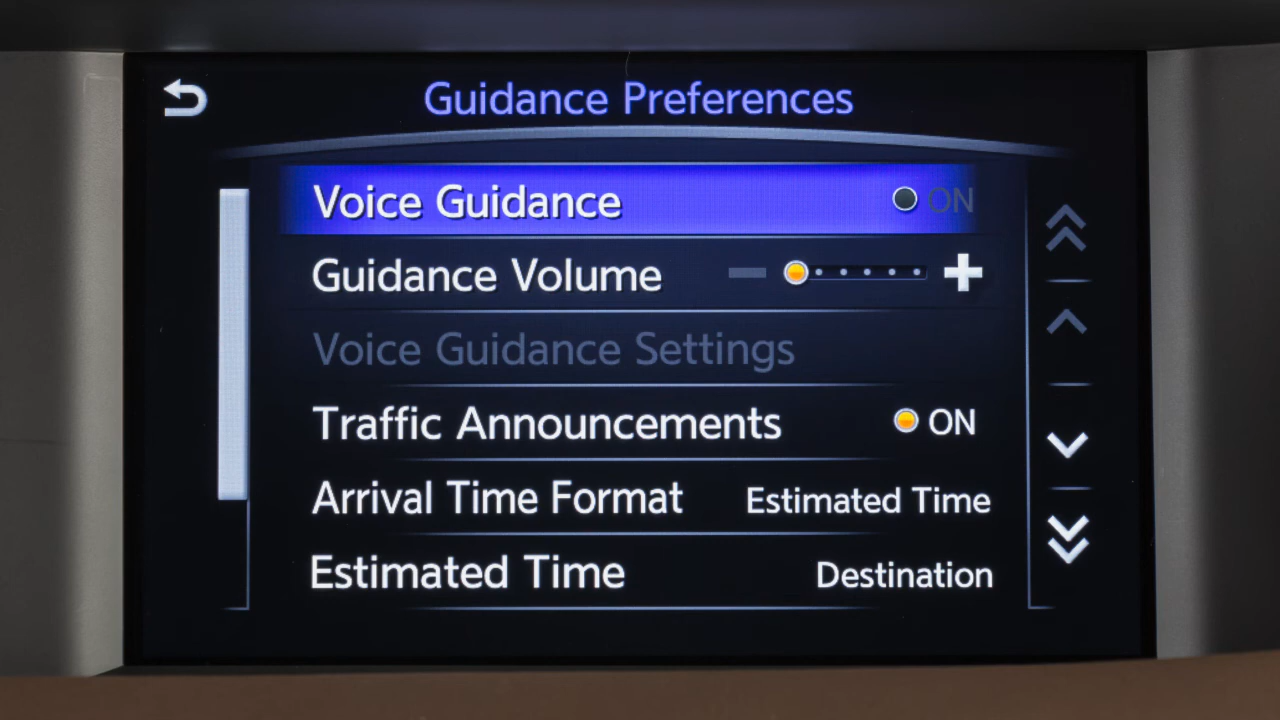 Guidance Preferences
Voice Guidance ON
Guidance Volume
Voice Guidance Settings
Traffic Announcements ON
Arrival Time Format Estimated Time
Estimated Time Destination